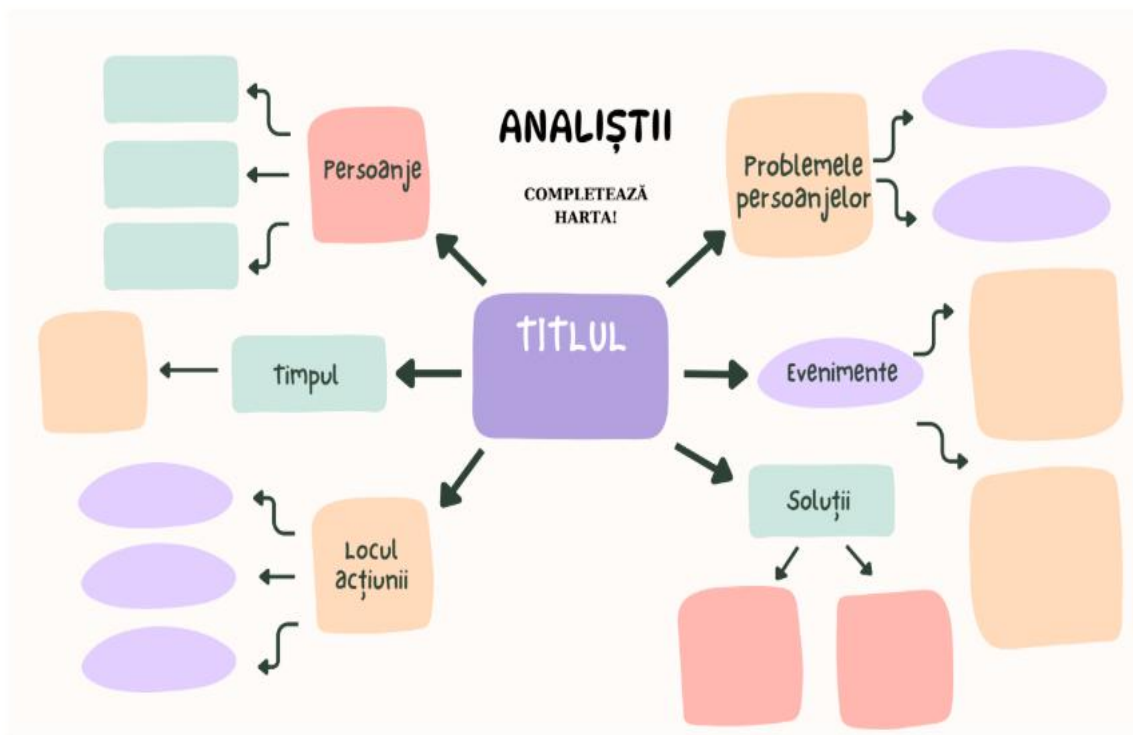 ANALIȘTII
COMPLETEAZĂ
HARTA!
Persoanje
Problemele
persoanjelor
TITLUL
Timpul
Evenimente
Locul
acțiunii
Soluții